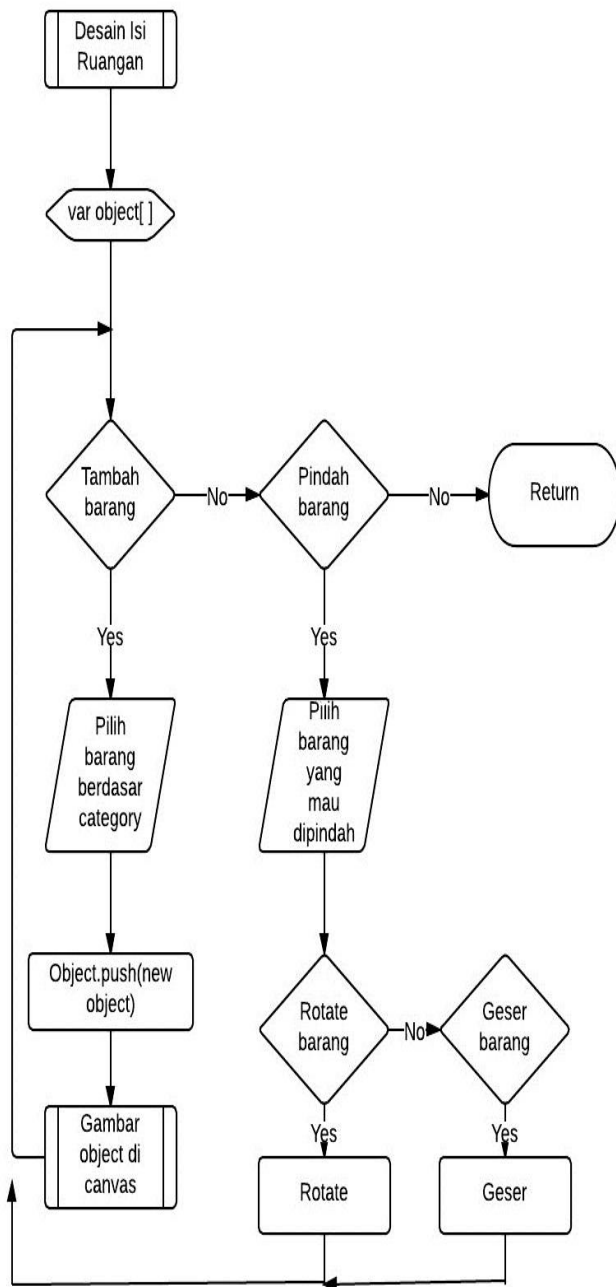 Desain Isi
Ruangan
var object[ ]
Tambah
barang
No
Pindah
barang
No
Return
Yes
Yes
Pilih
barang
berdasar
category
Pilih
barang
yang
mau
dipindah
Object.push(new
object)
Rotate
barang
No
Geser
barang
Gambar
object di
canvas
Yes
Yes
Rotate
Geser